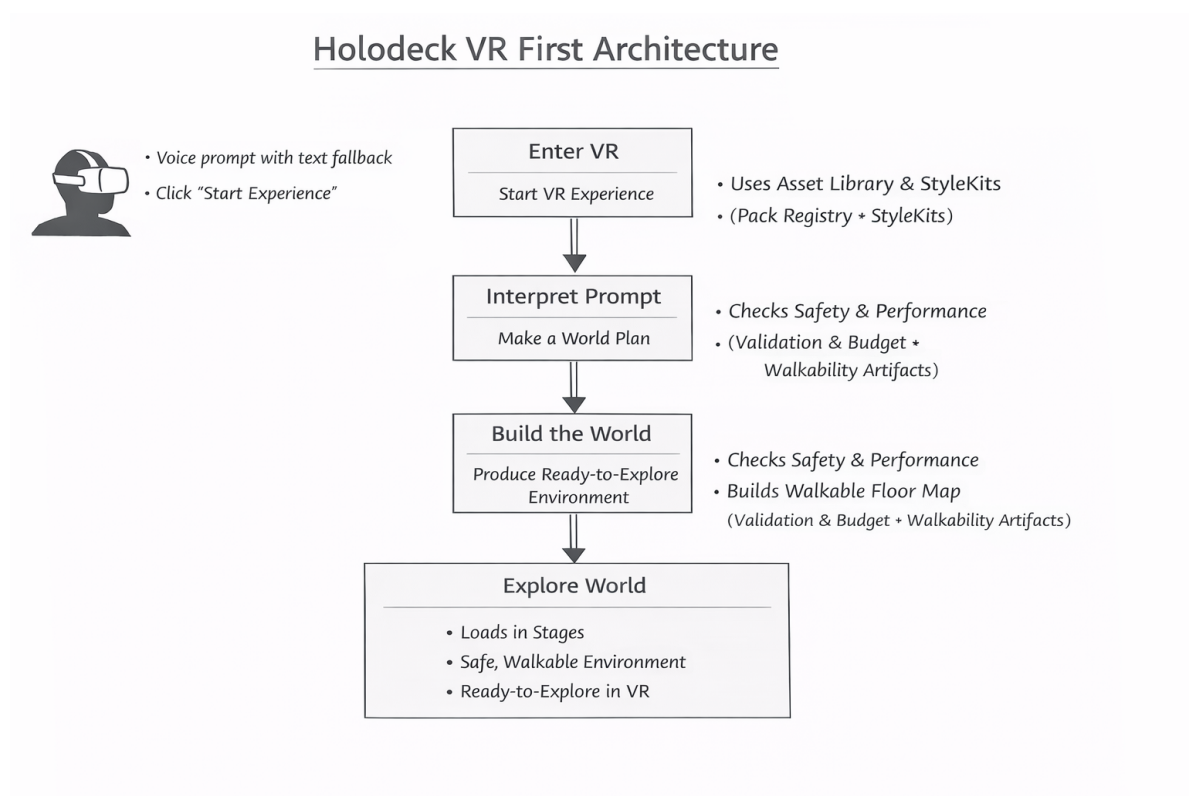 Holodeck VR First Architecture
• Voice prompt with text fallback
• Click "Start Experience"
Enter VR
Start VR Experience
• Uses Asset Library & StyleKits
• (Pack Registry + StyleKits)
Interpret Prompt
Make a World Plan
• Checks Safety & Performance
• (Validation & Budget +
Walkability Artifacts)
Build the World
Produce Ready-to-Explore
Environment
• Checks Safety & Performance
• Builds Walkable Floor Map
(Validation & Budget + Walkability Artifacts)
Explore World
• Loads in Stages
• Safe, Walkable Environment
• Ready-to-Explore in VR